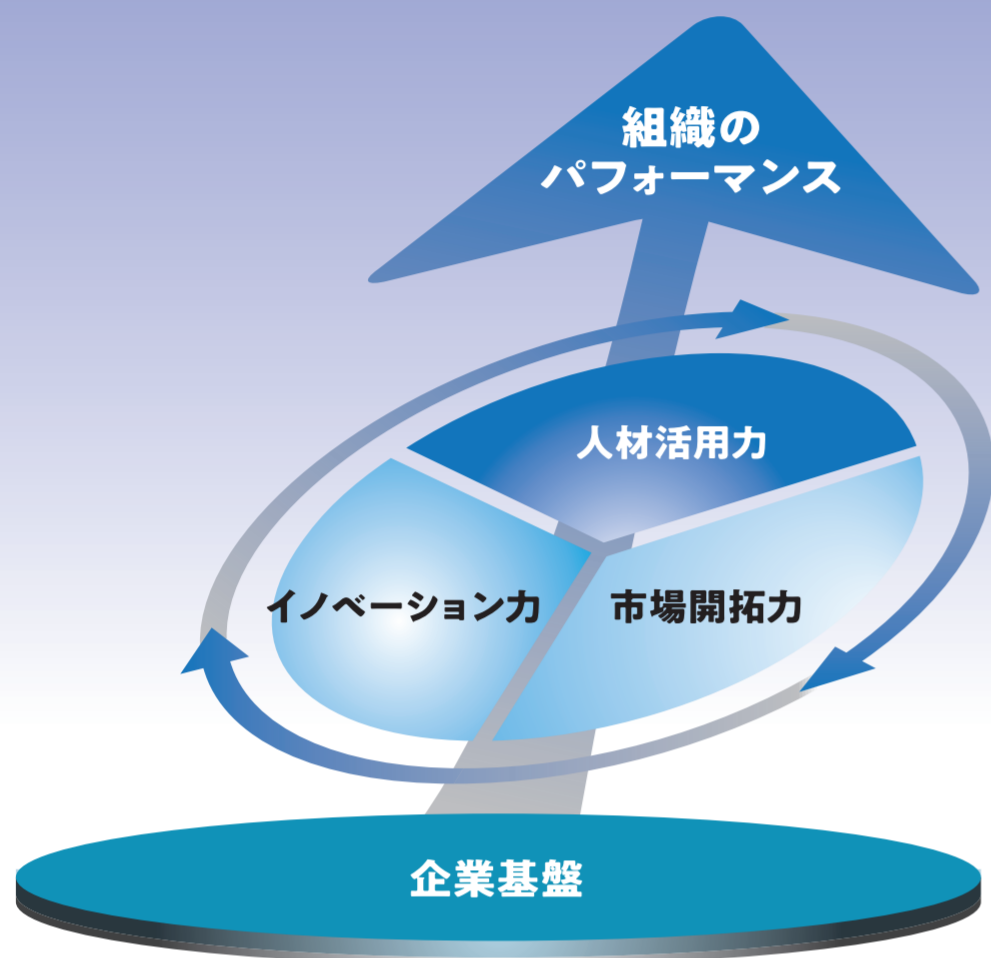 組織の
パフォーマンス
人材活用力
イノベーション力
市場開拓力
企業基盤